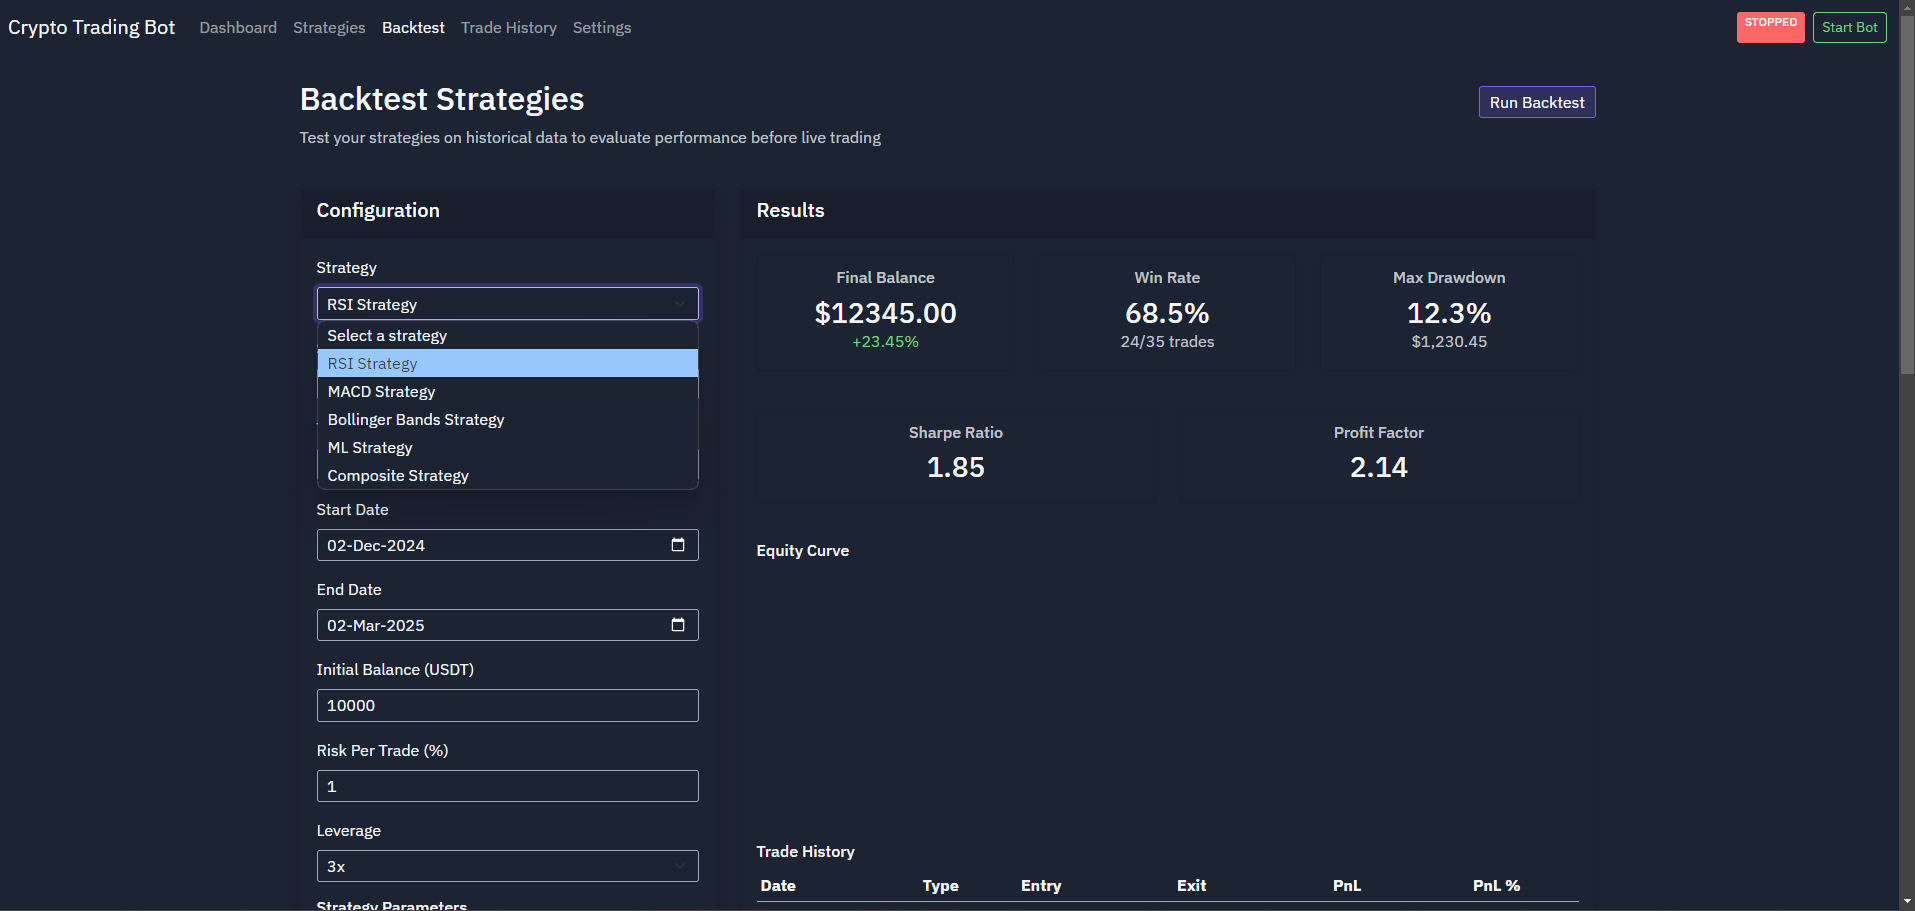 Crypto Trading Bot Dashboard Strategies Backtest Trade History Settings STOPPED Start Bot
Backtest Strategies
Run Backtest
Test your strategies on historical data to evaluate performance before live trading
Configuration
Strategy
RSI Strategy
Select a strategy
RSI Strategy
MACD Strategy
Bollinger Bands Strategy
ML Strategy
Composite Strategy
Start Date
02-Dec-2024
End Date
02-Mar-2025
Initial Balance (USDT)
10000
Risk Per Trade (%)
1
Leverage
3x
Strategy Parameters
Results
Final Balance
$12345.00
+23.45%
Win Rate
68.5%
24/35 trades
Max Drawdown
12.3%
$1,230.45
Sharpe Ratio
1.85
Profit Factor
2.14
Equity Curve
Trade History
Date Type Entry Exit PnL PnL %